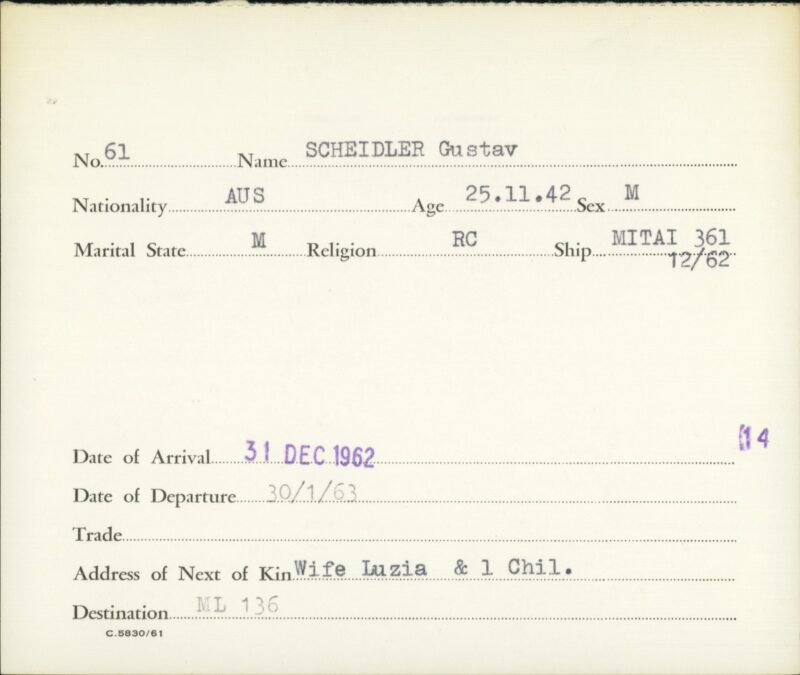 No. 61 Name SCHEIDLER Gustav
Nationality AUS Age 25.11.42 Sex M
Marital State M Religion RC Ship MITAI 361
12/62
14
Date of Arrival 31 DEC 1962
Date of Departure 30/1/63
Trade
Address of Next of Kin Wife Luzia & 1 Chil.
Destination ML 136
C.5830/61